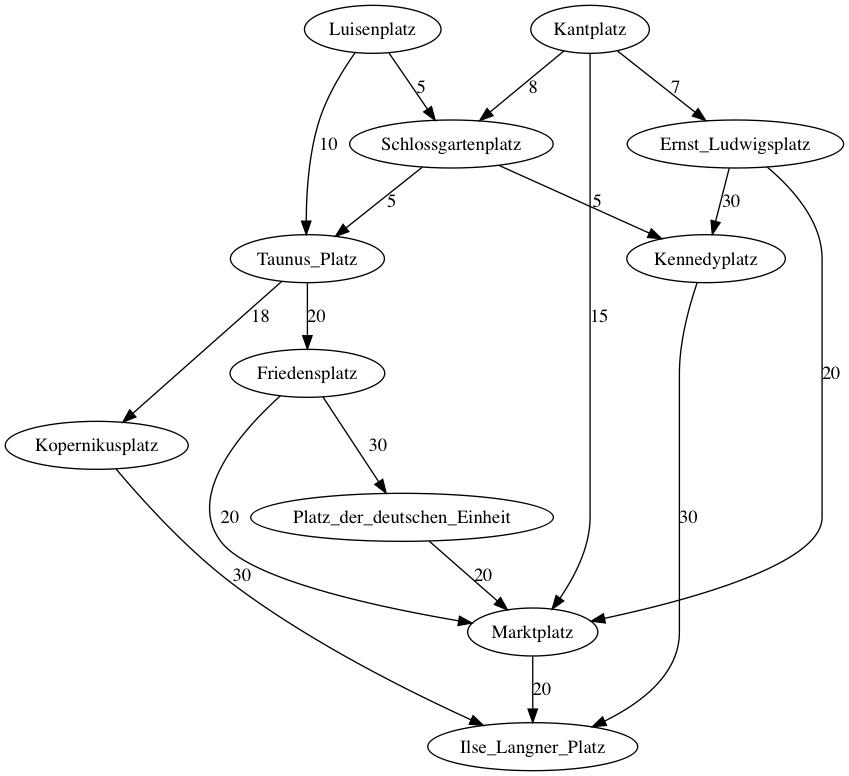 Luisenplatz
Kantplatz
5
8
7
10
Schlossgartenplatz
Ernst_Ludwigsplatz
5
5
30
Taunus_Platz
Kennedyplatz
18
20
15
20
Friedensplatz
Kopernikusplatz
30
20
Platz_der_deutschen_Einheit
30
30
20
Marktplatz
20
Ilse_Langner_Platz